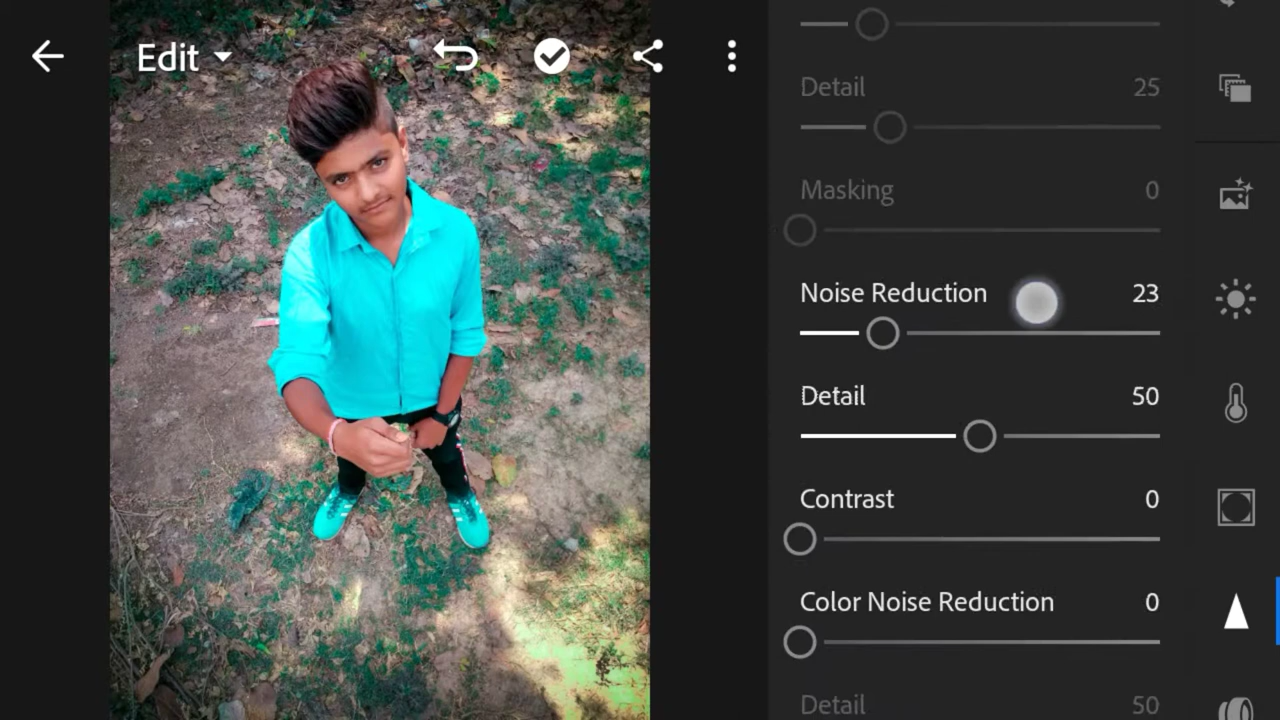 Edit
Detail 25
Masking 0
Noise Reduction 23
Detail 50
Contrast 0
Color Noise Reduction 0
Detail 50